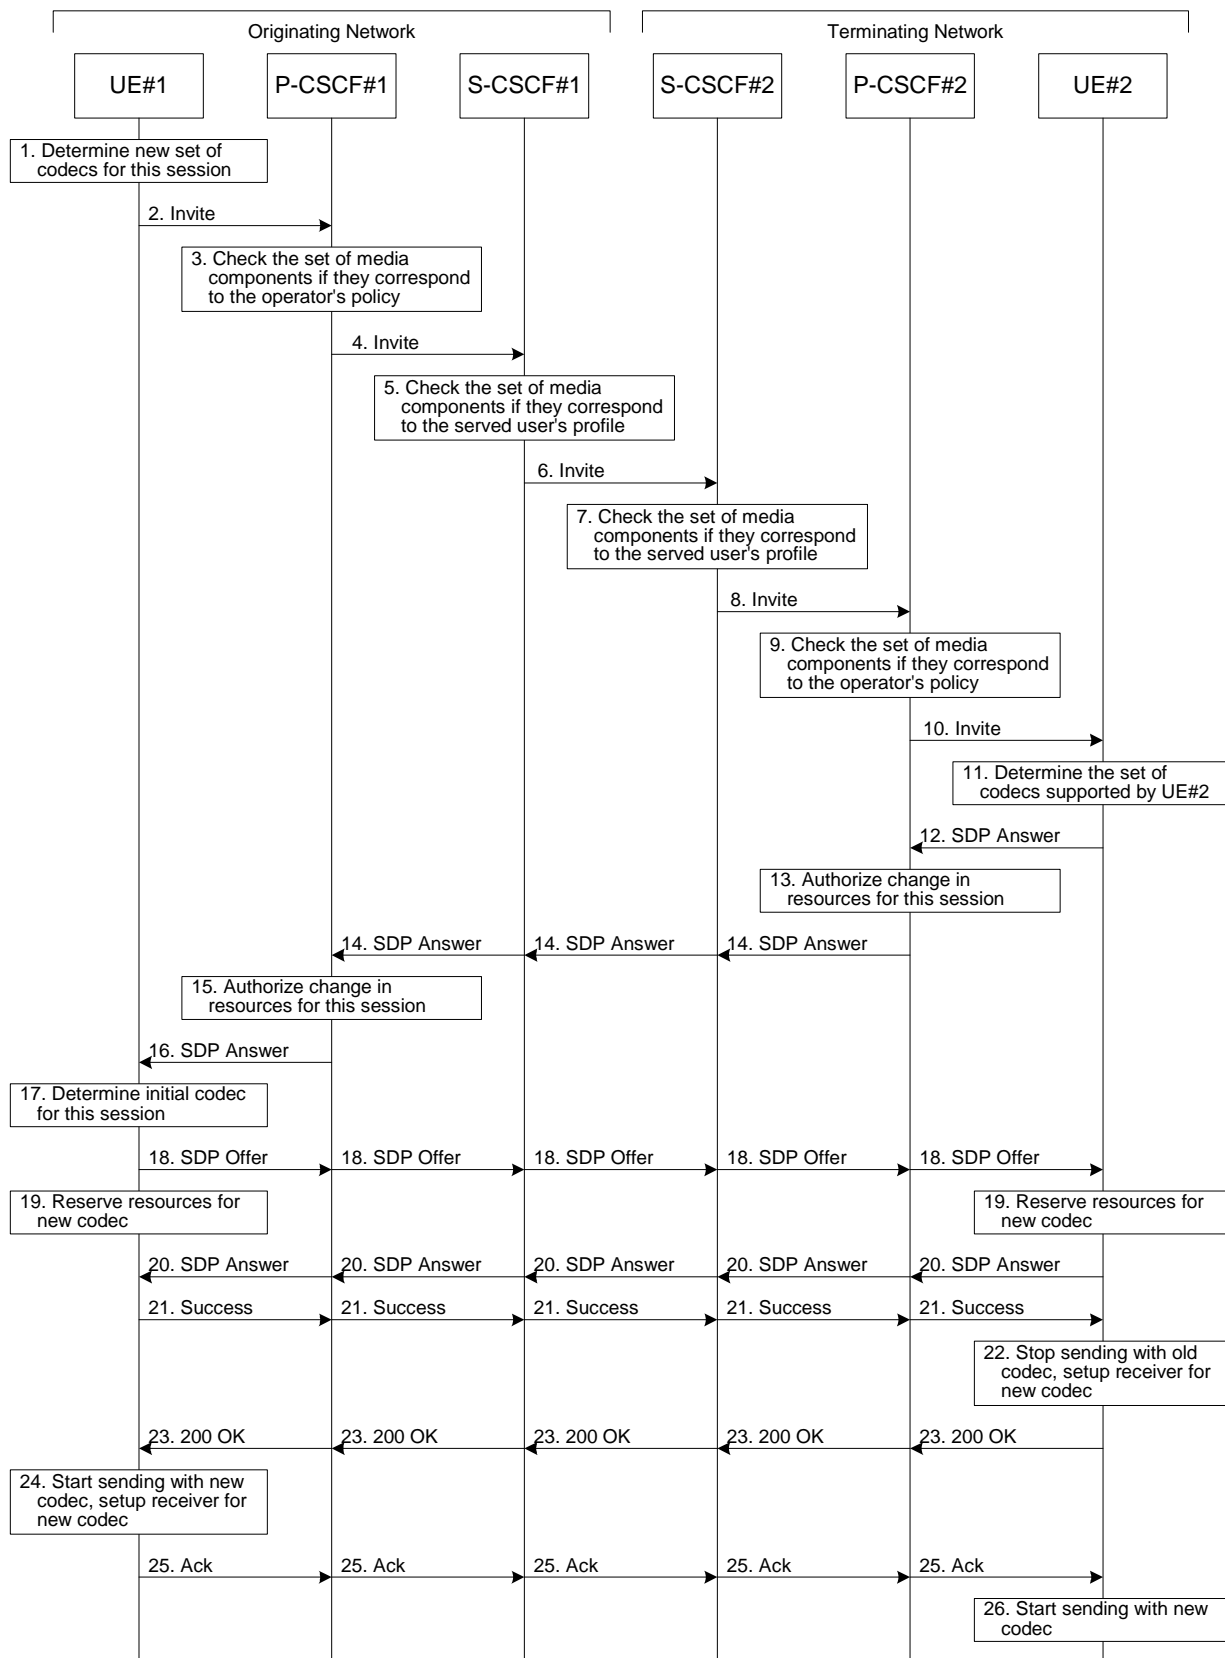 Originating Network
Terminating Network
UE#1
P-CSCF#1
S-CSCF#1
S-CSCF#2
P-CSCF#2
UE#2
1. Determine new set of
codecs for this session
2. Invite
3. Check the set of media
components if they correspond
to the operator's policy
4. Invite
5. Check the set of media
components if they correspond
to the served user's profile
6. Invite
7. Check the set of media
components if they correspond
to the served user's profile
8. Invite
9. Check the set of media
components if they correspond
to the operator's policy
10. Invite
11. Determine the set of
codecs supported by UE#2
12. SDP Answer
13. Authorize change in
resources for this session
14. SDP Answer
14. SDP Answer
14. SDP Answer
15. Authorize change in
resources for this session
16. SDP Answer
17. Determine initial codec
for this session
18. SDP Offer
18. SDP Offer
18. SDP Offer
18. SDP Offer
18. SDP Offer
19. Reserve resources for
new codec
19. Reserve resources for
new codec
20. SDP Answer
20. SDP Answer
20. SDP Answer
20. SDP Answer
20. SDP Answer
21. Success
21. Success
21. Success
21. Success
21. Success
22. Stop sending with old
codec, setup receiver for
new codec
23. 200 OK
23. 200 OK
23. 200 OK
23. 200 OK
23. 200 OK
24. Start sending with new
codec, setup receiver for
new codec
25. Ack
25. Ack
25. Ack
25. Ack
25. Ack
26. Start sending with new
codec